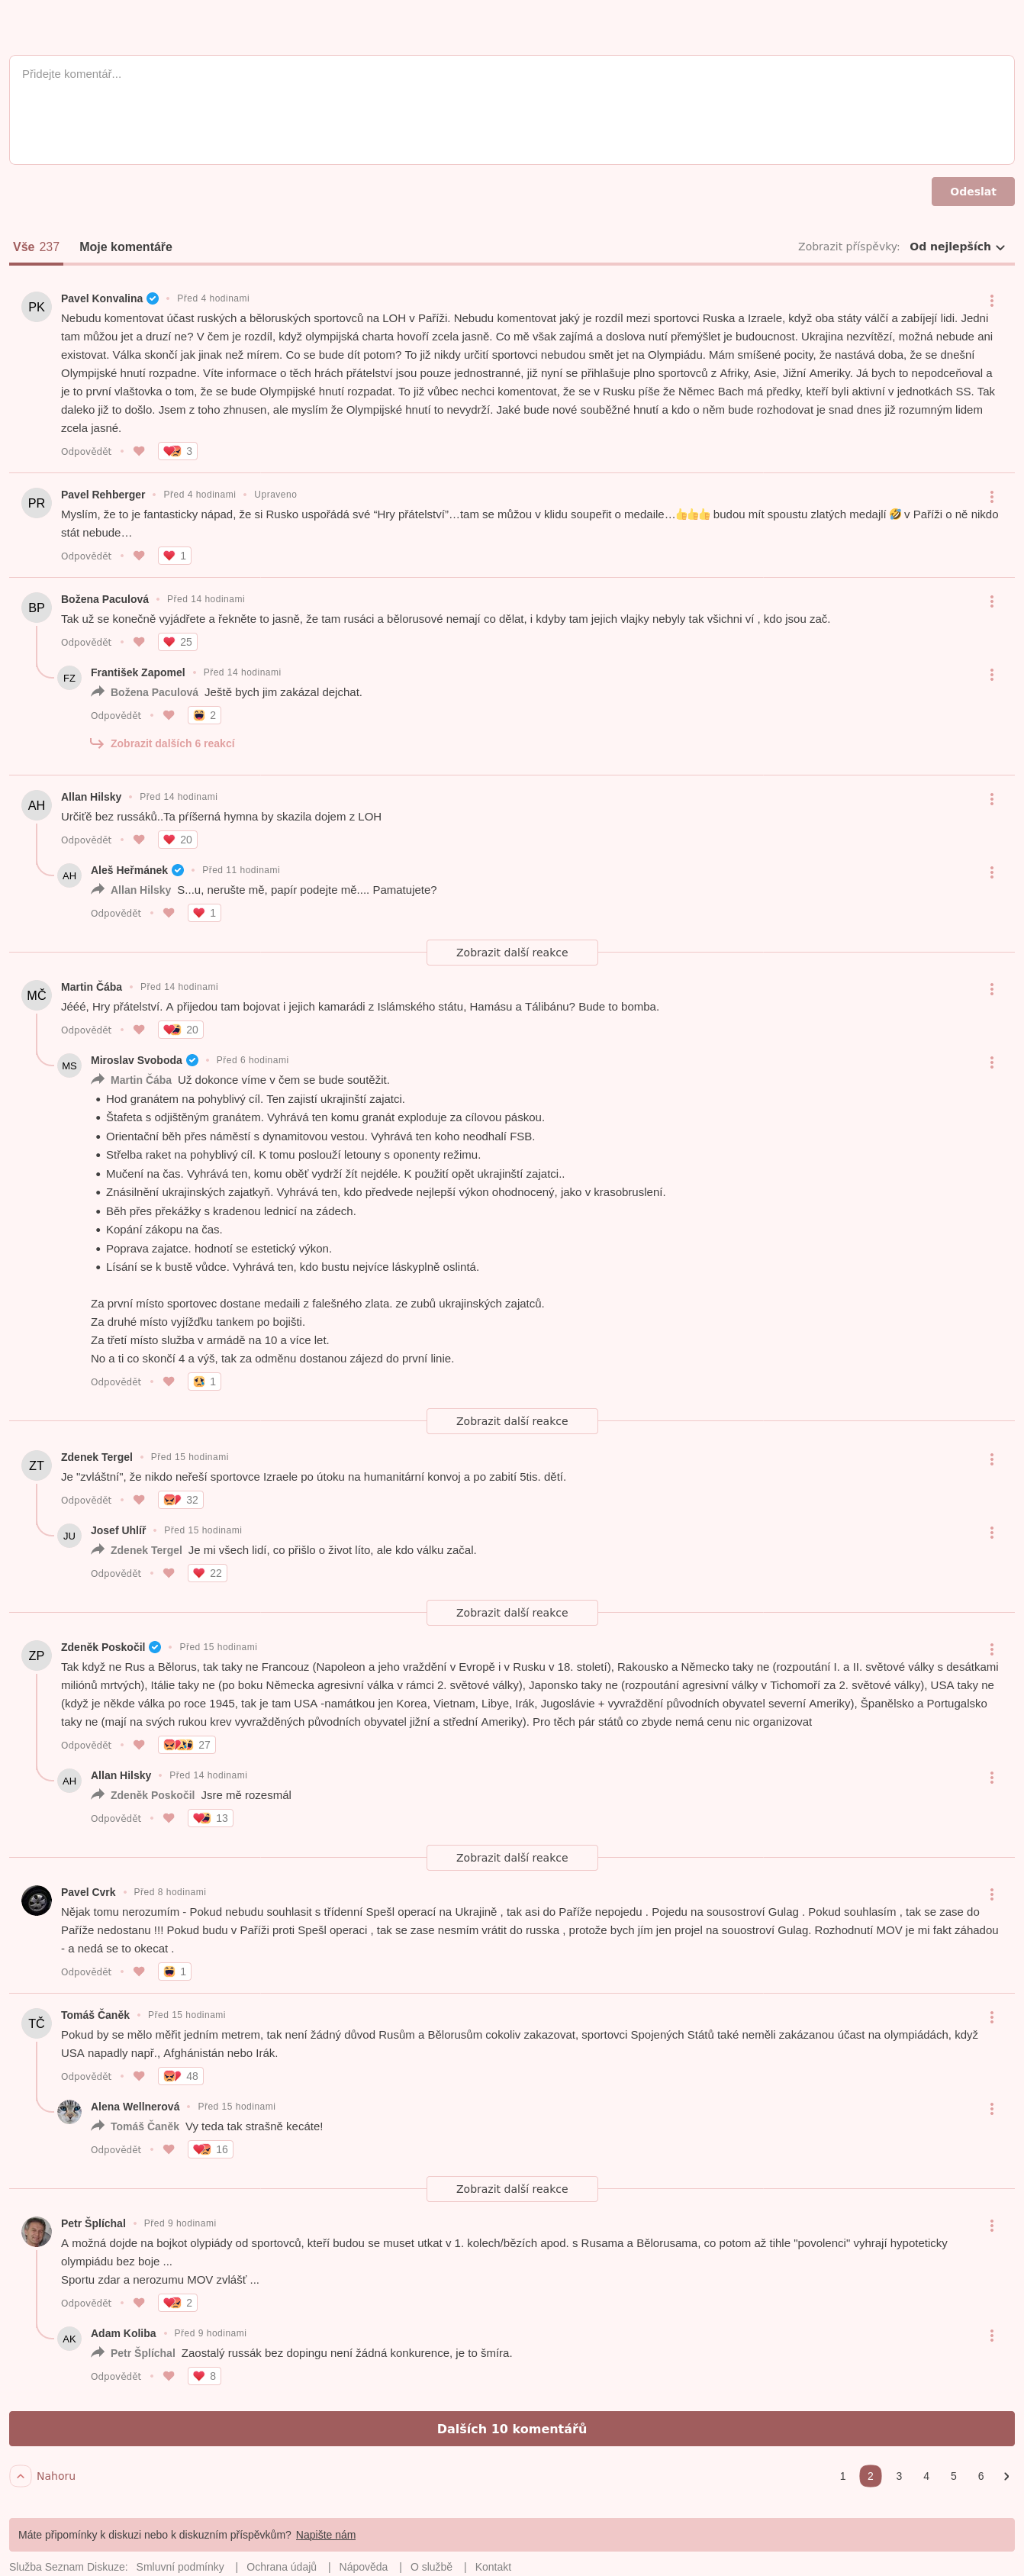 Přidejte komentář...
Odeslat
Vše 237 Moje komentáře Zobrazit příspěvky: Od nejlepších
PK
Pavel Konvalina • Před 4 hodinami
Nebudu komentovat účast ruských a běloruských sportovců na LOH v Paříži. Nebudu komentovat jaký je rozdíl mezi sportovci Ruska a Izraele, když oba státy válčí a zabíjejí lidi. Jedni
tam můžou jet a druzí ne? V čem je rozdíl, když olympijská charta hovoří zcela jasně. Co mě však zajímá a doslova nutí přemýšlet je budoucnost. Ukrajina nezvítězí, možná nebude ani
existovat. Válka skončí jak jinak než mírem. Co se bude dít potom? To již nikdy určití sportovci nebudou smět jet na Olympiádu. Mám smíšené pocity, že nastává doba, že se dnešní
Olympijské hnutí rozpadne. Víte informace o těch hrách přátelství jsou pouze jednostranné, již nyní se přihlašuje plno sportovců z Afriky, Asie, Jižní Ameriky. Já bych to nepodceňoval a
je to první vlaštovka o tom, že se bude Olympijské hnutí rozpadat. To již vůbec nechci komentovat, že se v Rusku píše že Němec Bach má předky, kteří byli aktivní v jednotkách SS. Tak
daleko již to došlo. Jsem z toho zhnusen, ale myslím že Olympijské hnutí to nevydrží. Jaké bude nové souběžné hnutí a kdo o něm bude rozhodovat je snad dnes již rozumným lidem
zcela jasné.
Odpovědět • 3
PR
Pavel Rehberger • Před 4 hodinami • Upraveno
Myslím, že to je fantasticky nápad, že si Rusko uspořádá své “Hry přátelství”…tam se můžou v klidu soupeřit o medaile…👍👍👍 budou mít spoustu zlatých medajlí 🤣 v Paříži o ně nikdo
stát nebude…
Odpovědět • 1
BP
Božena Paculová • Před 14 hodinami
Tak už se konečně vyjádřete a řekněte to jasně, že tam rusáci a bělorusové nemají co dělat, i kdyby tam jejich vlajky nebyly tak všichni ví , kdo jsou zač.
Odpovědět • 25
FZ
František Zapomel • Před 14 hodinami
Božena Paculová Ještě bych jim zakázal dejchat.
Odpovědět • 2
Zobrazit dalších 6 reakcí
AH
Allan Hilsky • Před 14 hodinami
Určiťě bez russáků..Ta příšerná hymna by skazila dojem z LOH
Odpovědět • 20
AH
Aleš Heřmánek • Před 11 hodinami
Allan Hilsky S...u, nerušte mě, papír podejte mě.... Pamatujete?
Odpovědět • 1
Zobrazit další reakce
MČ
Martin Čába • Před 14 hodinami
Jééé, Hry přátelství. A přijedou tam bojovat i jejich kamarádi z Islámského státu, Hamásu a Tálibánu? Bude to bomba.
Odpovědět • 20
MS
Miroslav Svoboda • Před 6 hodinami
Martin Čába Už dokonce víme v čem se bude soutěžit.
• Hod granátem na pohyblivý cíl. Ten zajistí ukrajinští zajatci.
• Štafeta s odjištěným granátem. Vyhrává ten komu granát exploduje za cílovou páskou.
• Orientační běh přes náměstí s dynamitovou vestou. Vyhrává ten koho neodhalí FSB.
• Střelba raket na pohyblivý cíl. K tomu poslouží letouny s oponenty režimu.
• Mučení na čas. Vyhrává ten, komu oběť vydrží žít nejdéle. K použití opět ukrajinští zajatci..
• Znásilnění ukrajinských zajatkyň. Vyhrává ten, kdo předvede nejlepší výkon ohodnocený, jako v krasobruslení.
• Běh přes překážky s kradenou lednicí na zádech.
• Kopání zákopu na čas.
• Poprava zajatce. hodnotí se estetický výkon.
• Lísání se k bustě vůdce. Vyhrává ten, kdo bustu nejvíce láskyplně oslintá.
Za první místo sportovec dostane medaili z falešného zlata. ze zubů ukrajinských zajatců.
Za druhé místo vyjížďku tankem po bojišti.
Za třetí místo služba v armádě na 10 a více let.
No a ti co skončí 4 a výš, tak za odměnu dostanou zájezd do první linie.
Odpovědět • 1
Zobrazit další reakce
ZT
Zdenek Tergel • Před 15 hodinami
Je "zvláštní", že nikdo neřeší sportovce Izraele po útoku na humanitární konvoj a po zabití 5tis. dětí.
Odpovědět • 32
JU
Josef Uhlíř • Před 15 hodinami
Zdenek Tergel Je mi všech lidí, co přišlo o život líto, ale kdo válku začal.
Odpovědět • 22
Zobrazit další reakce
ZP
Zdeněk Poskočil • Před 15 hodinami
Tak když ne Rus a Bělorus, tak taky ne Francouz (Napoleon a jeho vraždění v Evropě i v Rusku v 18. století), Rakousko a Německo taky ne (rozpoutání I. a II. světové války s desátkami
miliónů mrtvých), Itálie taky ne (po boku Německa agresivní válka v rámci 2. světové války), Japonsko taky ne (rozpoutání agresivní války v Tichomoří za 2. světové války), USA taky ne
(když je někde válka po roce 1945, tak je tam USA -namátkou jen Korea, Vietnam, Libye, Irák, Jugoslávie + vyvraždění původních obyvatel severní Ameriky), Španělsko a Portugalsko
taky ne (mají na svých rukou krev vyvražděných původních obyvatel jižní a střední Ameriky). Pro těch pár států co zbyde nemá cenu nic organizovat
Odpovědět • 27
AH
Allan Hilsky • Před 14 hodinami
Zdeněk Poskočil Jsre mě rozesmál
Odpovědět • 13
Zobrazit další reakce
Pavel Cvrk • Před 8 hodinami
Nějak tomu nerozumím - Pokud nebudu souhlasit s třídenní Spešl operací na Ukrajině , tak asi do Paříže nepojedu . Pojedu na sousostroví Gulag . Pokud souhlasím , tak se zase do
Paříže nedostanu !!! Pokud budu v Paříži proti Spešl operaci , tak se zase nesmím vrátit do russka , protože bych jím jen projel na souostroví Gulag. Rozhodnutí MOV je mi fakt záhadou
- a nedá se to okecat .
Odpovědět • 1
TČ
Tomáš Čaněk • Před 15 hodinami
Pokud by se mělo měřit jedním metrem, tak není žádný důvod Rusům a Bělorusům cokoliv zakazovat, sportovci Spojených Států také neměli zakázanou účast na olympiádách, když
USA napadly např., Afghánistán nebo Irák.
Odpovědět • 48
Alena Wellnerová • Před 15 hodinami
Tomáš Čaněk Vy teda tak strašně kecáte!
Odpovědět • 16
Zobrazit další reakce
Petr Šplíchal • Před 9 hodinami
A možná dojde na bojkot olypiády od sportovců, kteří budou se muset utkat v 1. kolech/bězích apod. s Rusama a Bělorusama, co potom až tihle "povolenci" vyhrají hypoteticky
olympiádu bez boje ...
Sportu zdar a nerozumu MOV zvlášť ...
Odpovědět • 2
AK
Adam Koliba • Před 9 hodinami
Petr Šplíchal Zaostalý russák bez dopingu není žádná konkurence, je to šmíra.
Odpovědět • 8
Dalších 10 komentářů
Nahoru 1 2 3 4 5 6
Máte připomínky k diskuzi nebo k diskuzním příspěvkům? Napište nám
Služba Seznam Diskuze: Smluvní podmínky | Ochrana údajů | Nápověda | O službě | Kontakt